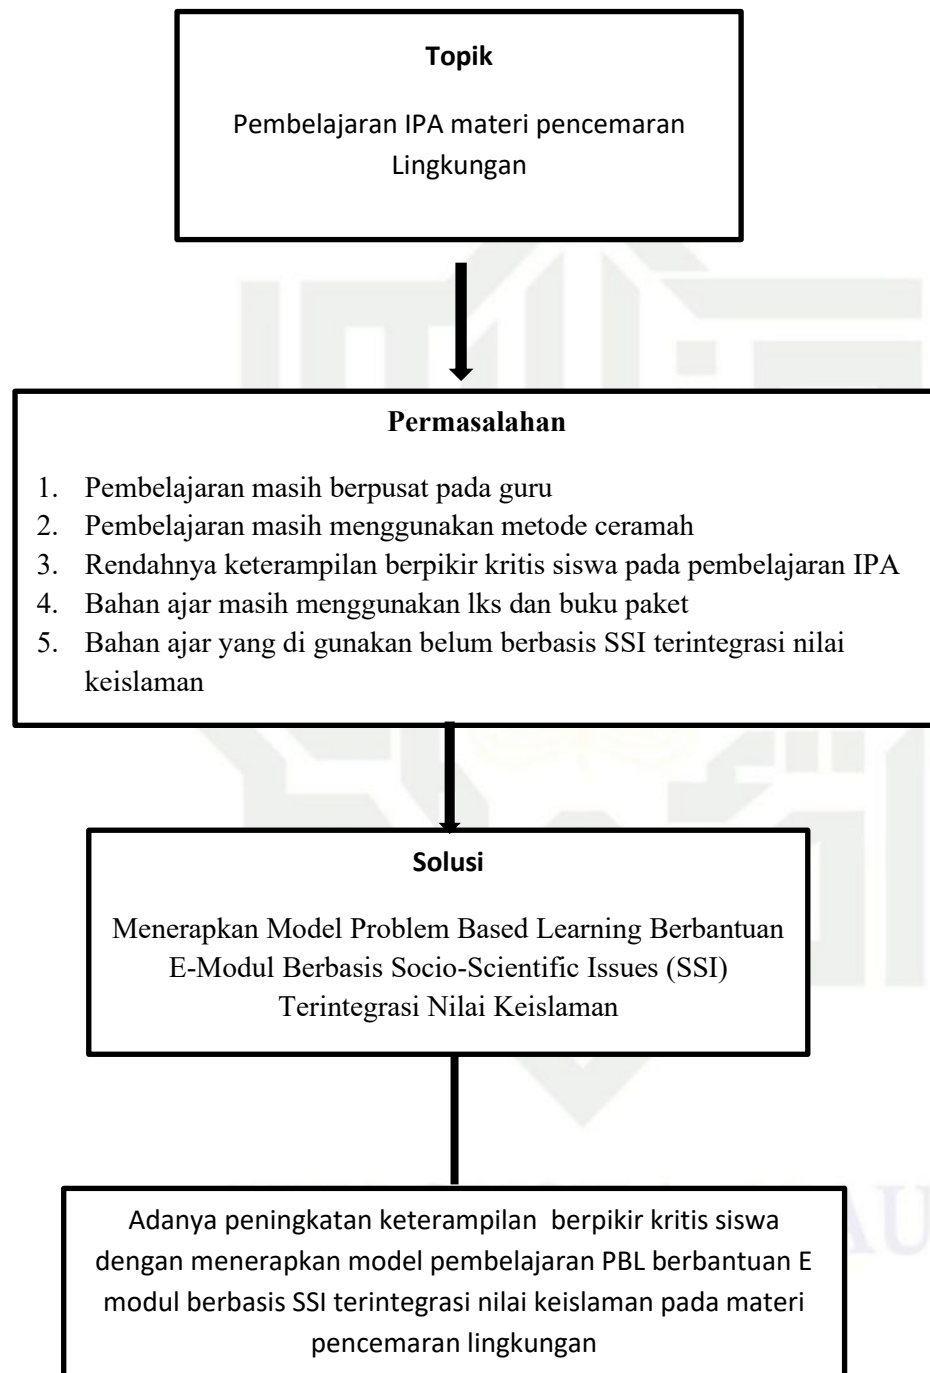 Topik
Pembelajaran IPA materi pencemaran
Lingkungan
Permasalahan
1. Pembelajaran masih berpusat pada guru
2. Pembelajaran masih menggunakan metode ceramah
3. Rendahnya keterampilan berpikir kritis siswa pada pembelajaran IPA
4. Bahan ajar masih menggunakan lks dan buku paket
5. Bahan ajar yang di gunakan belum berbasis SSI terintegrasi nilai
keislaman
Solusi
Menerapkan Model Problem Based Learning Berbantuan
E-Modul Berbasis Socio-Scientific Issues (SSI)
Terintegrasi Nilai Keislaman
Adanya peningkatan keterampilan berpikir kritis siswa
dengan menerapkan model pembelajaran PBL berbantuan E
modul berbasis SSI terintegrasi nilai keislaman pada materi
pencemaran lingkungan
AU